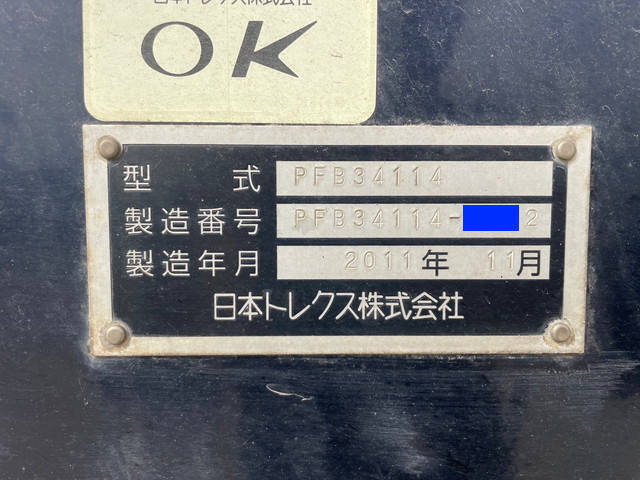 日本トレクス株式会社
OK
型 式 PFB34114
製造番号 PFB34114- 2
製造年月 2011年 11月
日本トレクス株式会社